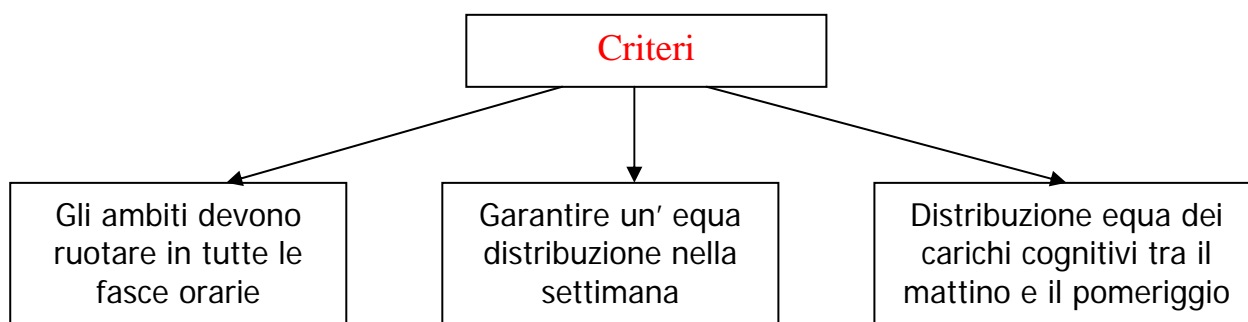 Criteri
Gli ambiti devono
ruotare in tutte le
fasce orarie
Garantire un’ equa
distribuzione nella
settimana
Distribuzione equa dei
carichi cognitivi tra il
mattino e il pomeriggio